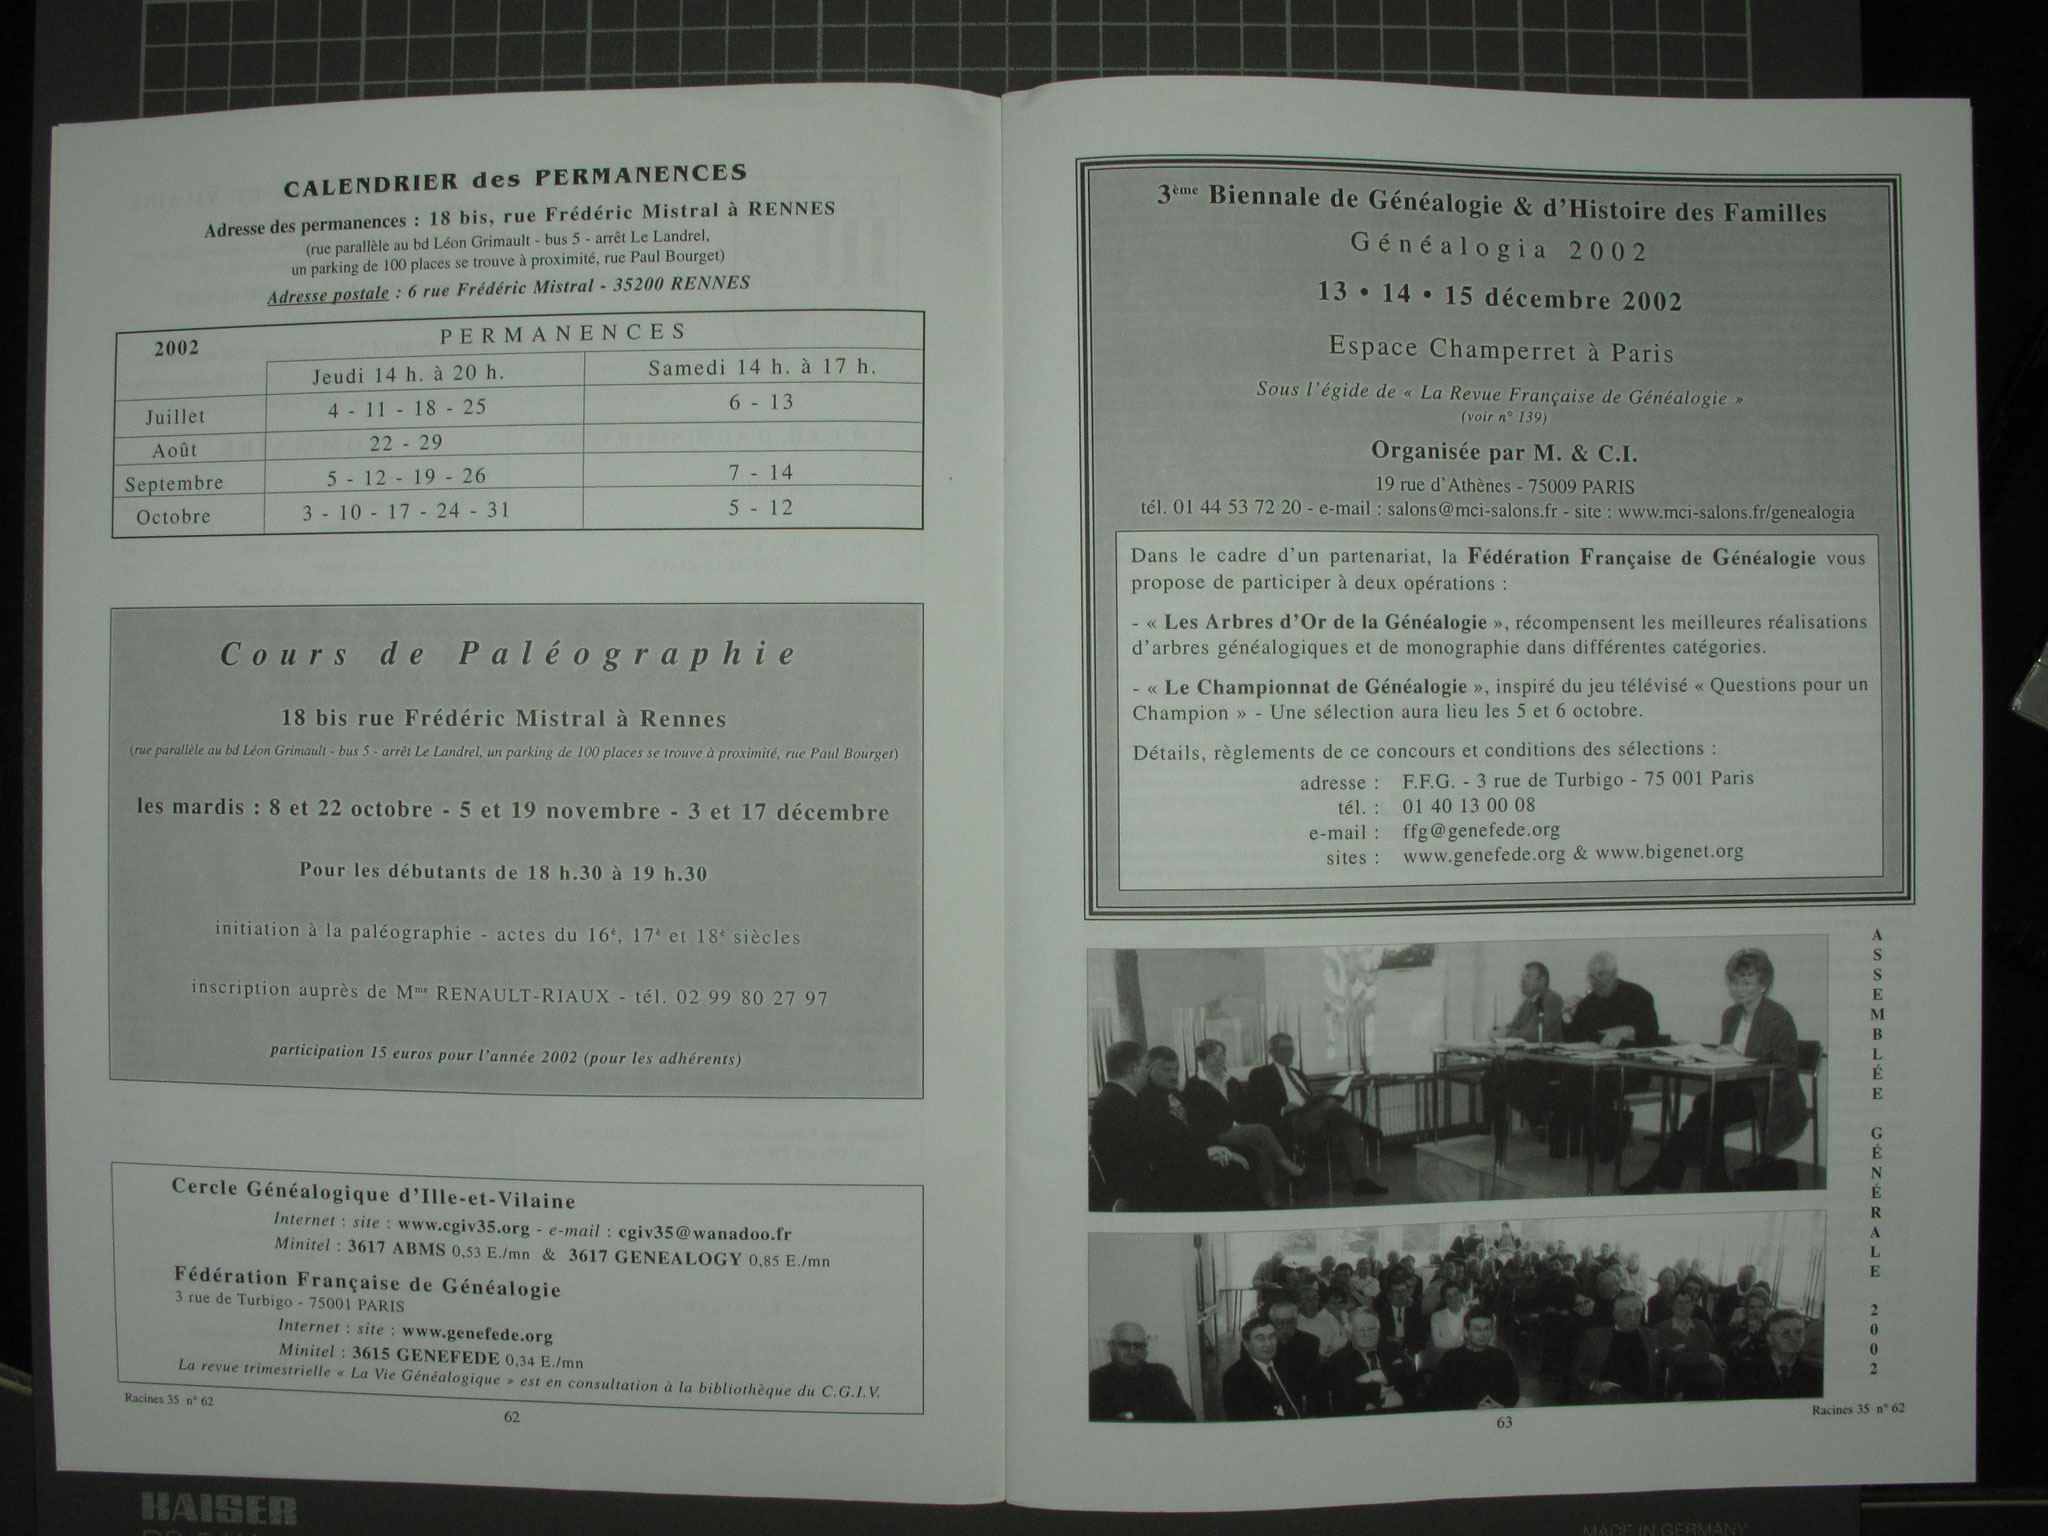 CALENDRIER des PERMANENCES
Adresse des permanences : 18 bis, rue Frédéric Mistral à RENNES
(rue parallèle au bd Léon Grimault - bus 5 - arrêt Le Landrel,
un parking de 100 places se trouve à proximité, rue Paul Bourget)
Adresse postale : 6 rue Frédéric Mistral - 35200 RENNES
2002 PERMANENCES
Jeudi 14 h. à 20 h. Samedi 14 h. à 17 h.
Juillet 4 - 11 - 18 - 25 6 - 13
Août 22 - 29
Septembre 5 - 12 - 19 - 26 7 - 14
Octobre 3 - 10 - 17 - 24 - 31 5 - 12
Cours de Paléographie
18 bis rue Frédéric Mistral à Rennes
(rue parallèle au bd Léon Grimault - bus 5 - arrêt Le Landrel, un parking de 100 places se trouve à proximité, rue Paul Bourget)
les mardis : 8 et 22 octobre - 5 et 19 novembre - 3 et 17 décembre
Pour les débutants de 18 h.30 à 19 h.30
initiation à la paléographie - actes du 16è, 17è et 18è siècles
inscription auprès de Mme RENAULT-RIAUX - tél. 02 99 80 27 97
participation 15 euros pour l'année 2002 (pour les adhérents)
Cercle Généalogique d'Ille-et-Vilaine
Internet : site : www.cgiv35.org - e-mail : cgiv35@wanadoo.fr
Minitel : 3617 ABMS 0,53 E./mn & 3617 GENEALOGY 0,85 E./mn
Fédération Française de Généalogie
3 rue de Turbigo - 75001 PARIS
Internet : site : www.genefede.org
Minitel : 3615 GENEFEDE 0,34 E./mn
La revue trimestrielle « La Vie Généalogique » est en consultation à la bibliothèque du C.G.I.V.
Racines 35 n° 62
62
3ème Biennale de Généalogie & d'Histoire des Familles
Généalogia 2002
13 • 14 • 15 décembre 2002
Espace Champerret à Paris
Sous l'égide de « La Revue Française de Généalogie »
(voir n° 139)
Organisée par M. & C.I.
19 rue d'Athènes - 75009 PARIS
tél. 01 44 53 72 20 - e-mail : salons@mci-salons.fr - site : www.mci-salons.fr/genealogia
Dans le cadre d'un partenariat, la Fédération Française de Généalogie vous
propose de participer à deux opérations :
- « Les Arbres d'Or de la Généalogie », récompensent les meilleures réalisations
d'arbres généalogiques et de monographie dans différentes catégories.
- « Le Championnat de Généalogie », inspiré du jeu télévisé « Questions pour un
Champion » - Une sélection aura lieu les 5 et 6 octobre.
Détails, règlements de ce concours et conditions des sélections :
adresse : F.F.G. - 3 rue de Turbigo - 75 001 Paris
tél. : 01 40 13 00 08
e-mail : ffg@genefede.org
sites : www.genefede.org & www.bigenet.org
ASSEMBLÉE GÉNÉRALE 2002
63
Racines 35 n° 62
KAISER
MADE IN GERMANY